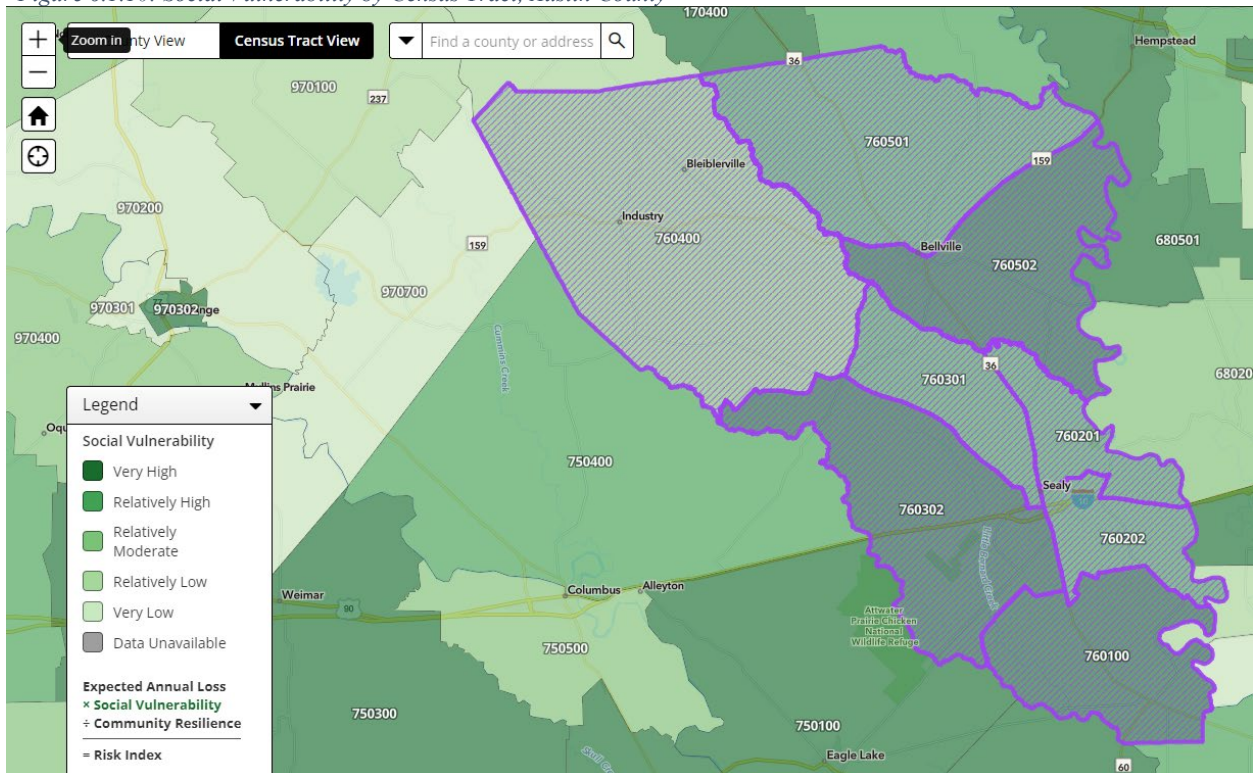 Figure 6.1.10: Social Vulnerability by Census Tract, Austin County
Zoom in
nty View
Census Tract View
Find a county or address
170400
Hempstead
36
970100
237
760501
Bleiblerville
159
970200
Industry
760400
159
Bellville
680501
760502
970700
970301
970302
nge
970400
Cummins Creek
36
760301
68020
Mullins Prairie
760201
750400
Sealy
10
760302
760202
Columbus
Alleyton
Weimar
90
Attwater
Prairie Chicken
National
Wildlife Refuge
750500
760100
750300
750100
Eagle Lake
60
Legend
Social Vulnerability
Very High
Relatively High
Relatively
Moderate
Relatively Low
Very Low
Data Unavailable
Expected Annual Loss
× Social Vulnerability
÷ Community Resilience
= Risk Index